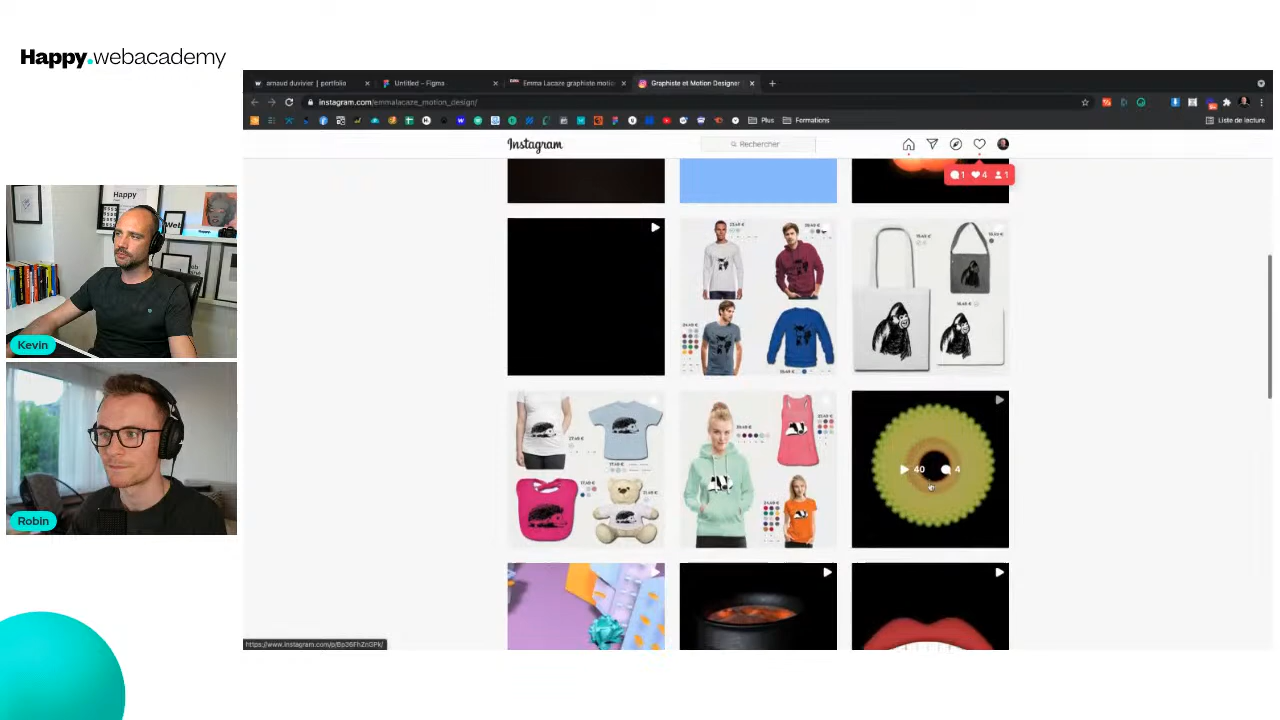 Happy.webacademy
arnaud duvivier | portfolio
Untitled – Figma
Emma Lacaze graphiste motio
Graphiste et Motion Designer
instagram.com/emmalacaze_motion_design/
Plus
Formations
Liste de lecture
Instagram
Rechercher
1 4 1
Happy
Web
Kevin
Robin
40 4
https://www.instagram.com/p/Bp36FhZnGPk/